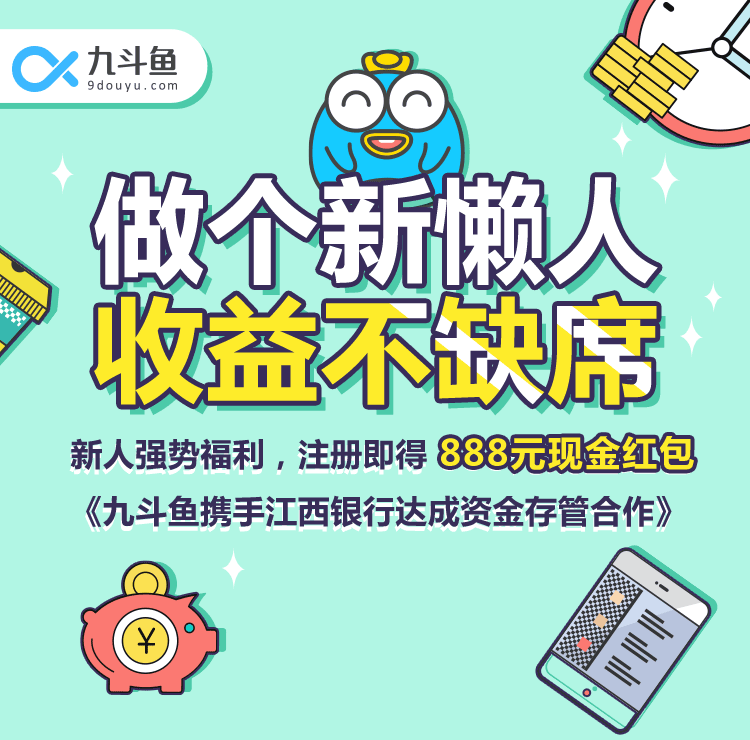 九斗鱼
9douyu.com
做个新懒人
收益不缺席
新人强势福利，注册即得 888元现金红包
《九斗鱼携手江西银行达成资金存管合作》
¥